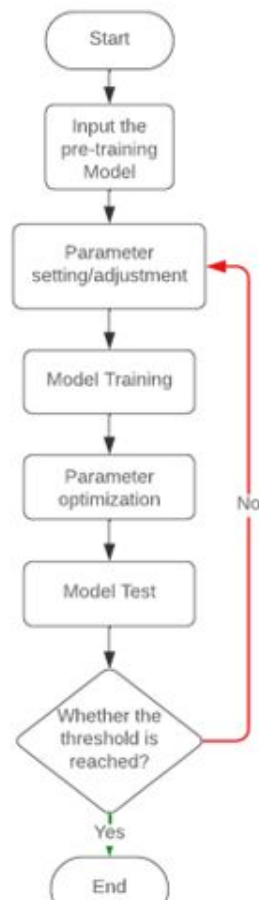 Start
Input the
pre-training
Model
Parameter
setting/adjustment
Model Training
Parameter
optimization
Model Test
No
Whether the
threshold is
reached?
Yes
End